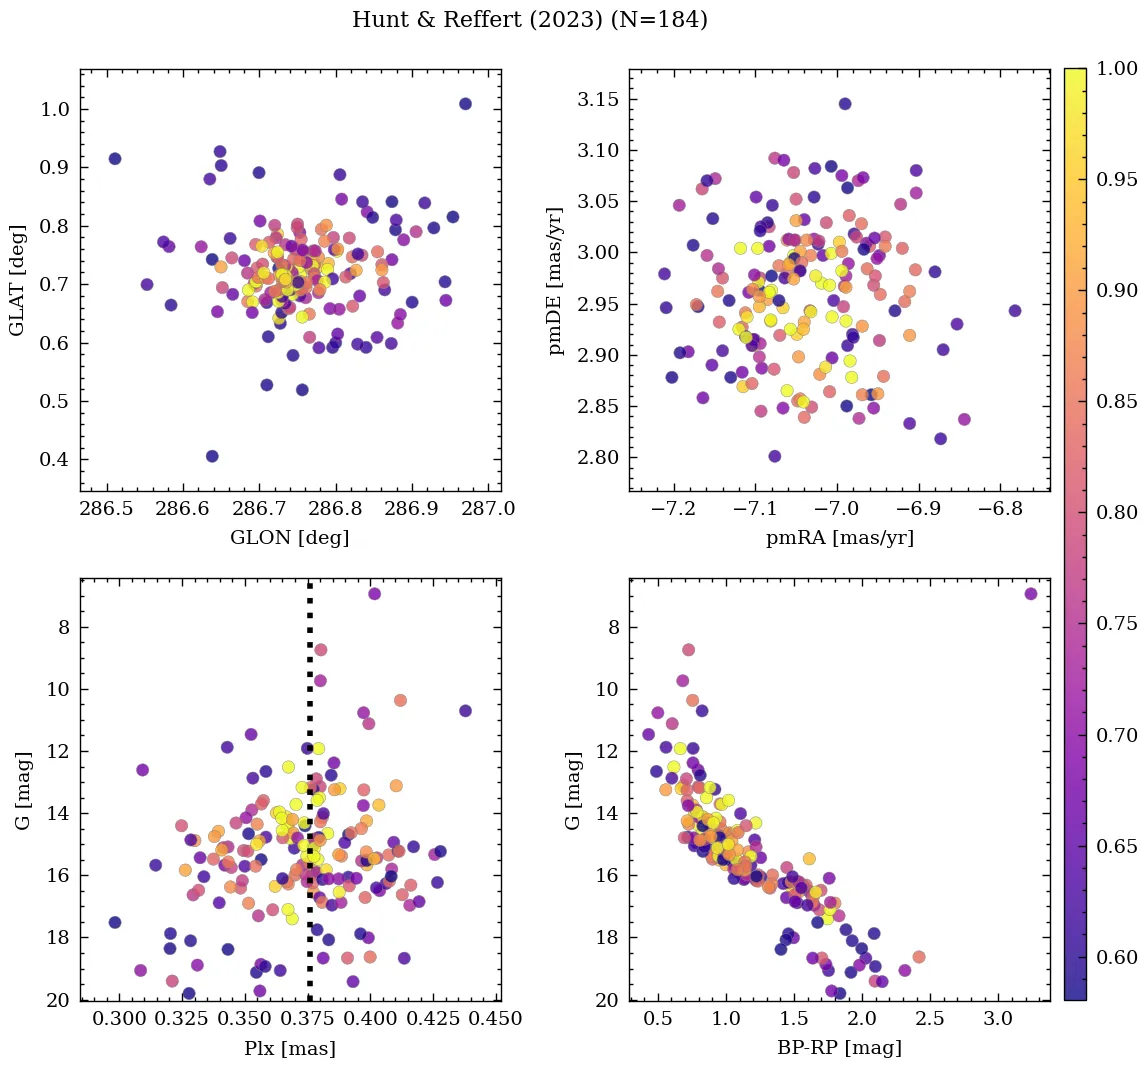 Hunt & Reffert (2023) (N=184)
1.0
0.9
0.8
0.7
0.6
0.5
0.4
GLAT [deg]
286.5 286.6 286.7 286.8 286.9 287.0
GLON [deg]
3.15
3.10
3.05
3.00
2.95
2.90
2.85
2.80
pmDE [mas/yr]
−7.2 −7.1 −7.0 −6.9 −6.8
pmRA [mas/yr]
8
10
12
14
16
18
20
G [mag]
0.300 0.325 0.350 0.375 0.400 0.425 0.450
Plx [mas]
8
10
12
14
16
18
20
G [mag]
0.5 1.0 1.5 2.0 2.5 3.0
BP-RP [mag]
1.00
0.95
0.90
0.85
0.80
0.75
0.70
0.65
0.60